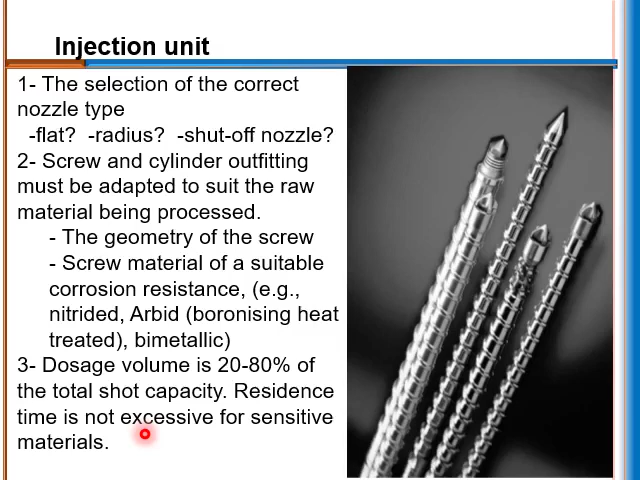 Injection unit
1- The selection of the correct
nozzle type
-flat? -radius? -shut-off nozzle?
2- Screw and cylinder outfitting
must be adapted to suit the raw
material being processed.
- The geometry of the screw
- Screw material of a suitable
corrosion resistance, (e.g.,
nitrided, Arbid (boronising heat
treated), bimetallic)
3- Dosage volume is 20-80% of
the total shot capacity. Residence
time is not excessive for sensitive
materials.